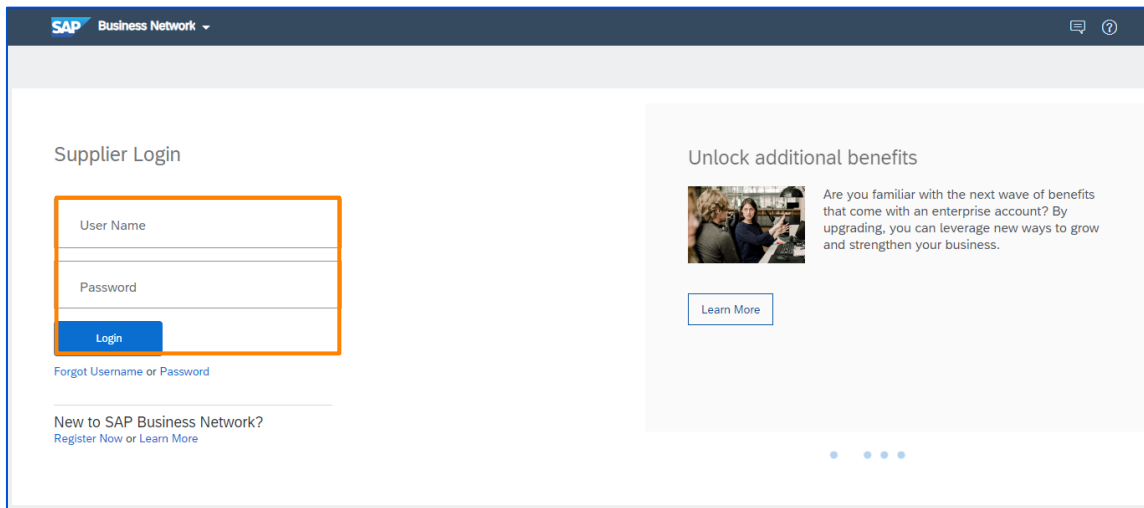 SAP Business Network
Supplier Login
User Name
Password
Login
Forgot Username or Password
New to SAP Business Network?
Register Now or Learn More
Unlock additional benefits
Are you familiar with the next wave of benefits
that come with an enterprise account? By
upgrading, you can leverage new ways to grow
and strengthen your business.
Learn More